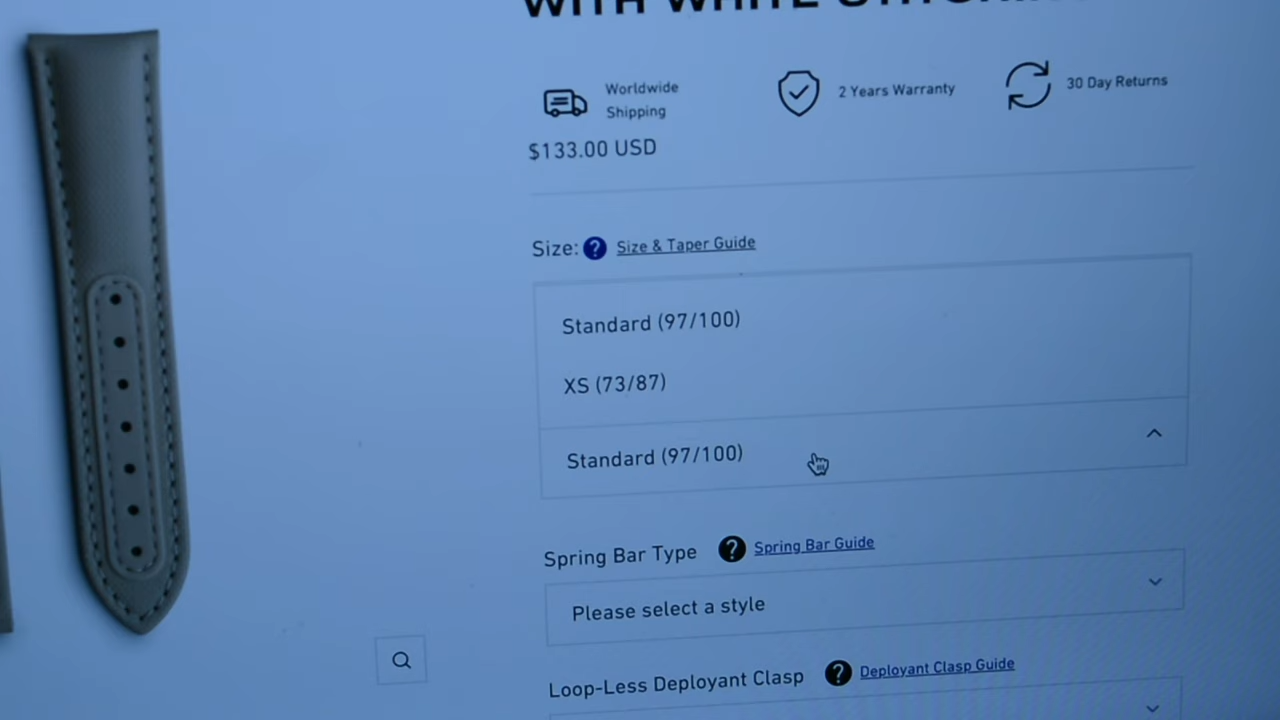 WITH WHITE
Worldwide
Shipping
2 Years Warranty
30 Day Returns
$133.00 USD
Size: ? Size & Taper Guide
Standard (97/100)
XS (73/87)
Standard (97/100)
Spring Bar Type ? Spring Bar Guide
Please select a style
Loop-Less Deployant Clasp ? Deployant Clasp Guide